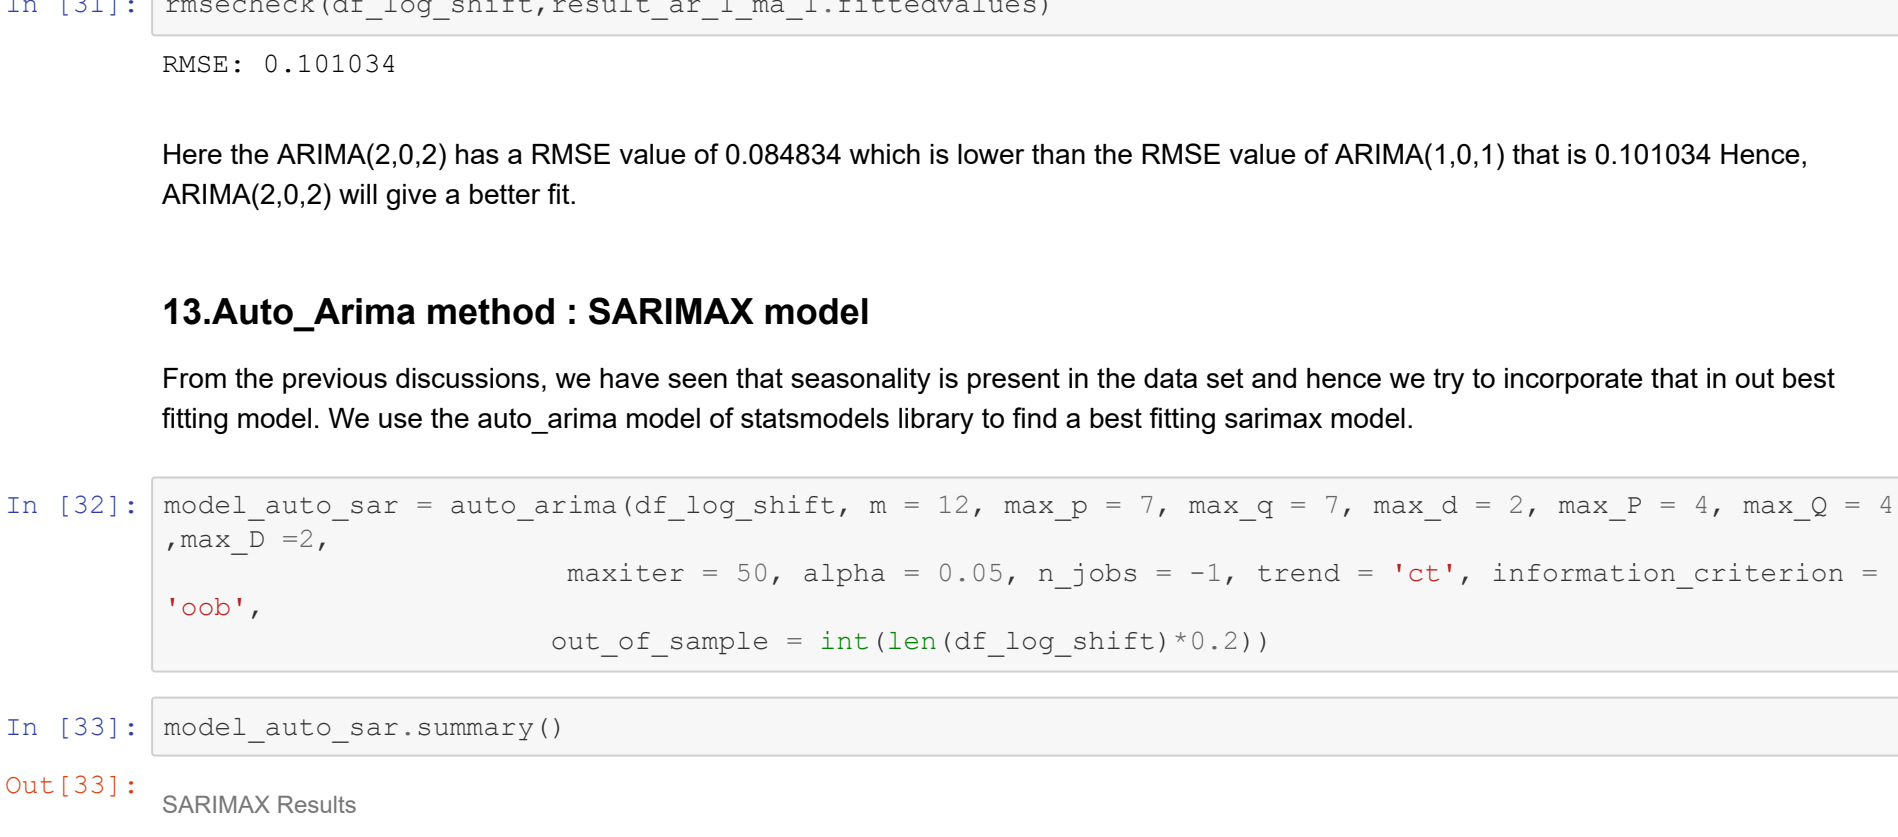 In [31]: rmsecheck(df_log_shift,result_ar_1_ma_1.fittedvalues)
RMSE: 0.101034
Here the ARIMA(2,0,2) has a RMSE value of 0.084834 which is lower than the RMSE value of ARIMA(1,0,1) that is 0.101034 Hence,
ARIMA(2,0,2) will give a better fit.
13.Auto_Arima method : SARIMAX model
From the previous discussions, we have seen that seasonality is present in the data set and hence we try to incorporate that in out best
fitting model. We use the auto_arima model of statsmodels library to find a best fitting sarimax model.
In [32]: model_auto_sar = auto_arima(df_log_shift, m = 12, max_p = 7, max_q = 7, max_d = 2, max_P = 4, max_Q = 4
,max_D =2,
maxiter = 50, alpha = 0.05, n_jobs = -1, trend = 'ct', information_criterion =
'oob',
out_of_sample = int(len(df_log_shift)*0.2))
In [33]: model_auto_sar.summary()
Out[33]:
SARIMAX Results